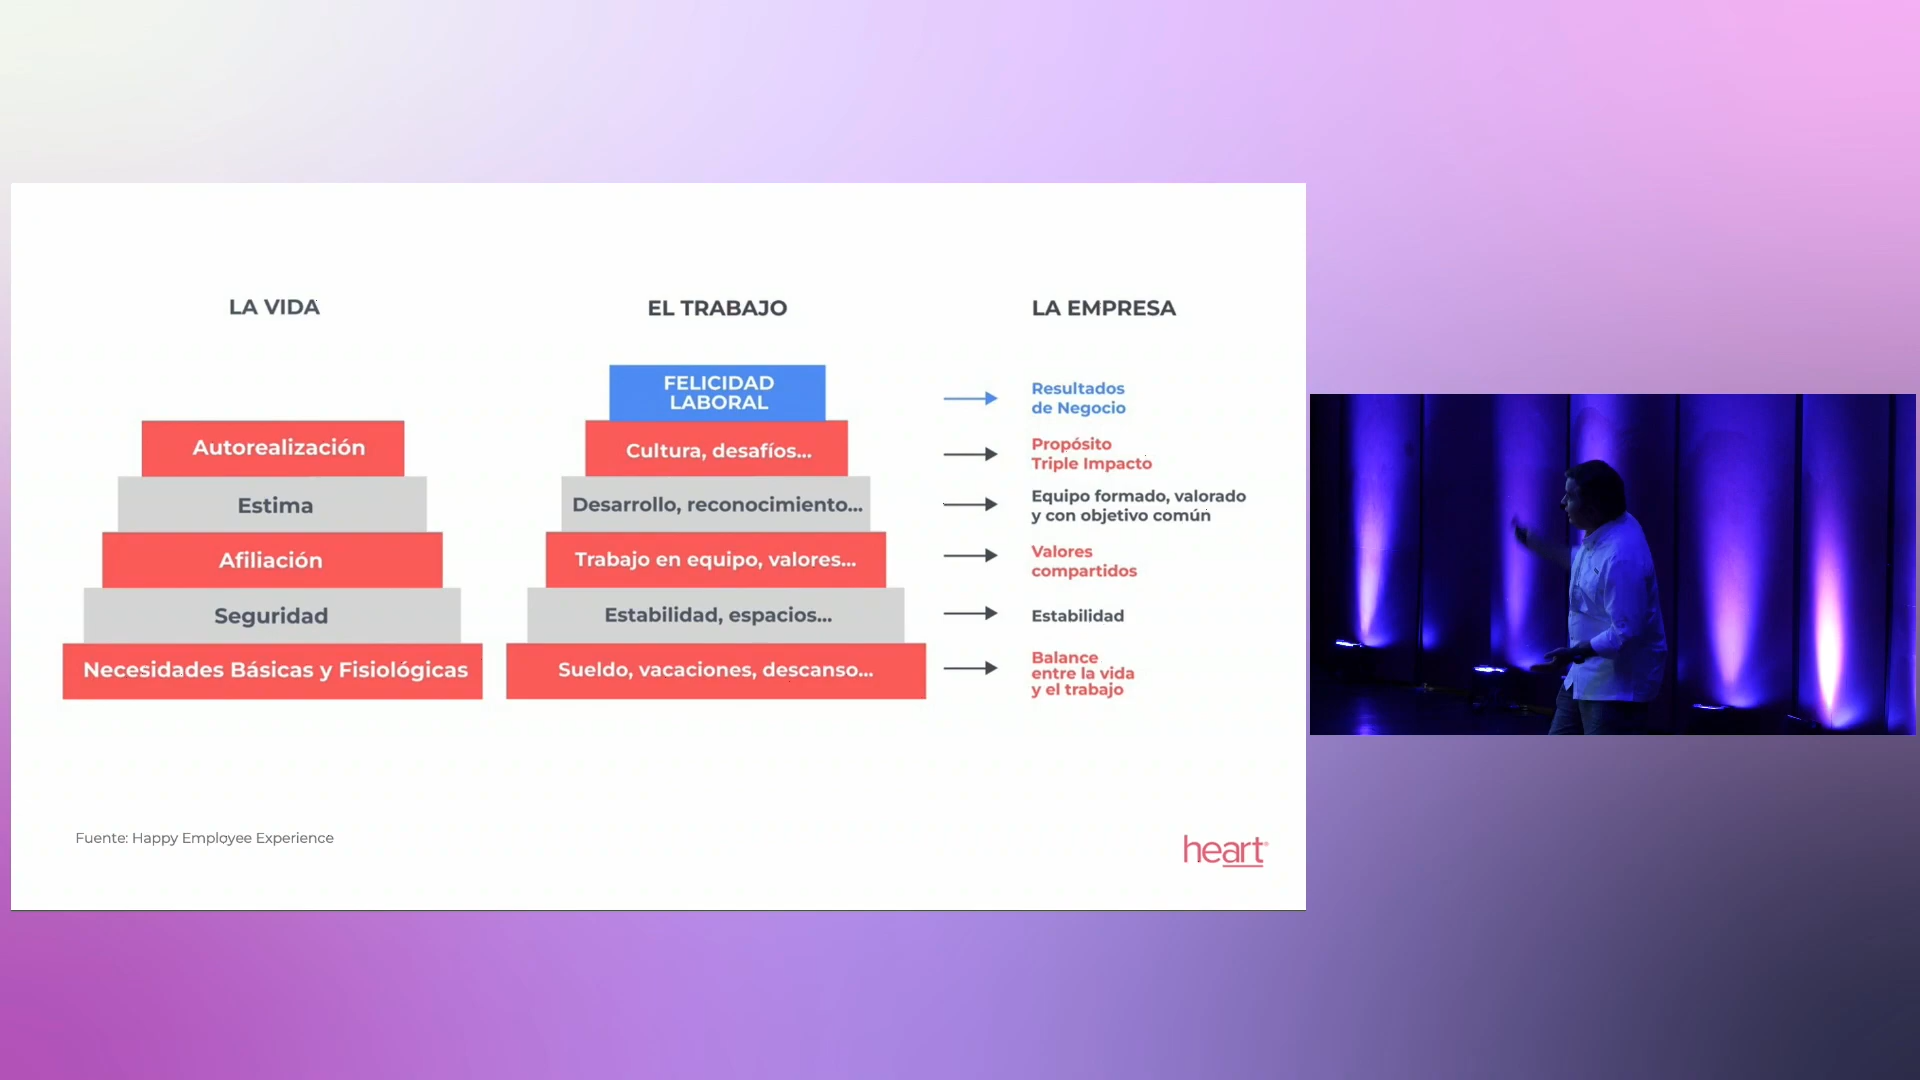 LA VIDA
EL TRABAJO
LA EMPRESA
FELICIDAD
LABORAL
Resultados
de Negocio
Autorealización
Cultura, desafíos...
Propósito
Triple Impacto
Estima
Desarrollo, reconocimiento...
Equipo formado, valorado
y con objetivo común
Afiliación
Trabajo en equipo, valores...
Valores
compartidos
Seguridad
Estabilidad, espacios...
Estabilidad
Necesidades Básicas y Fisiológicas
Sueldo, vacaciones, descanso...
Balance
entre la vida
y el trabajo
Fuente: Happy Employee Experience
heart